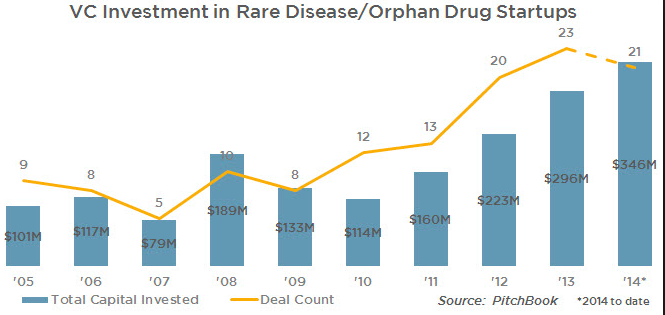 VC Investment in Rare Disease/Orphan Drug Startups
23
21
20
13
12
10
9
8
8
5
$346M
$296M
$223M
$189M
$160M
$133M
$117M
$114M
$101M
$79M
'05 '06 '07 '08 '09 '10 '11 '12 '13 '14*
Total Capital Invested Deal Count Source: PitchBook *2014 to date